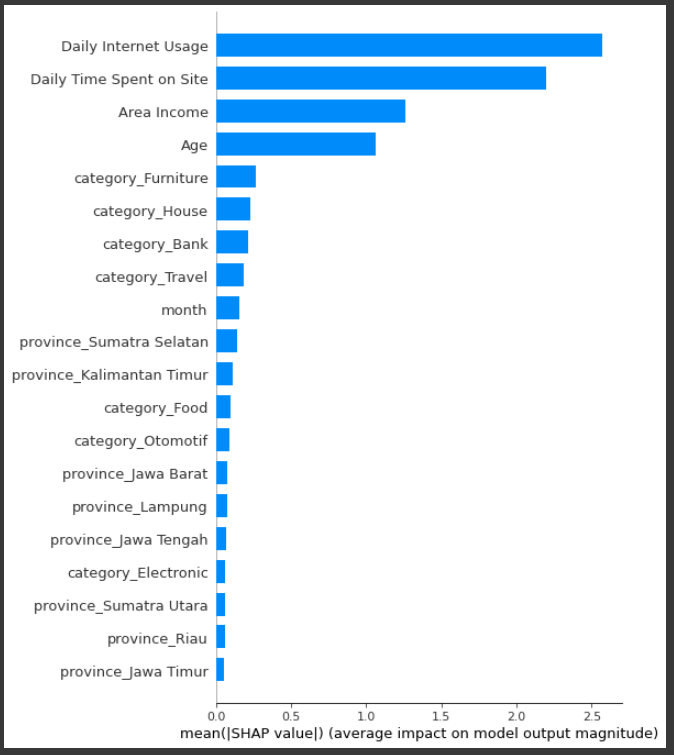 Daily Internet Usage
Daily Time Spent on Site
Area Income
Age
category_Furniture
category_House
category_Bank
category_Travel
month
province_Sumatra Selatan
province_Kalimantan Timur
category_Food
category_Otomotif
province_Jawa Barat
province_Lampung
province_Jawa Tengah
category_Electronic
province_Sumatra Utara
province_Riau
province_Jawa Timur
0.0 0.5 1.0 1.5 2.0 2.5
mean(|SHAP value|) (average impact on model output magnitude)